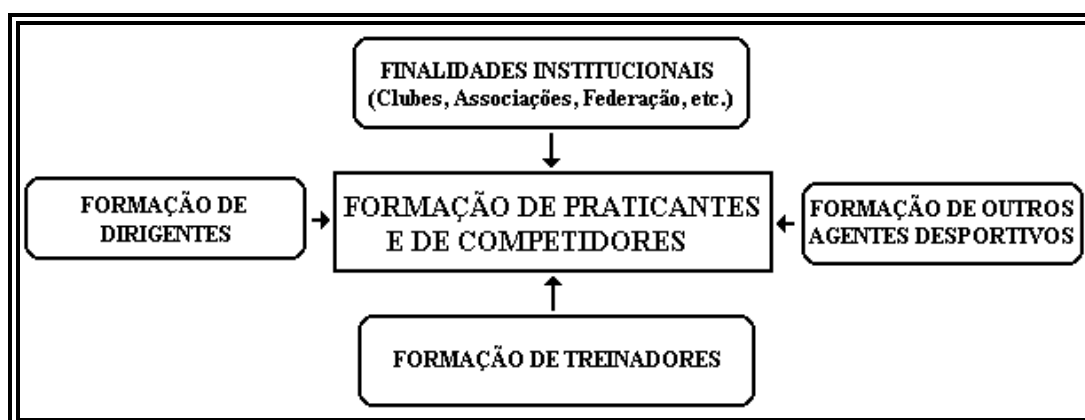 FINALIDADES INSTITUCIONAIS
(Clubes, Associações, Federação, etc.)
FORMAÇÃO DE
DIRIGENTES
FORMAÇÃO DE PRATICANTES
E DE COMPETIDORES
FORMAÇÃO DE OUTROS
AGENTES DESPORTIVOS
FORMAÇÃO DE TREINADORES